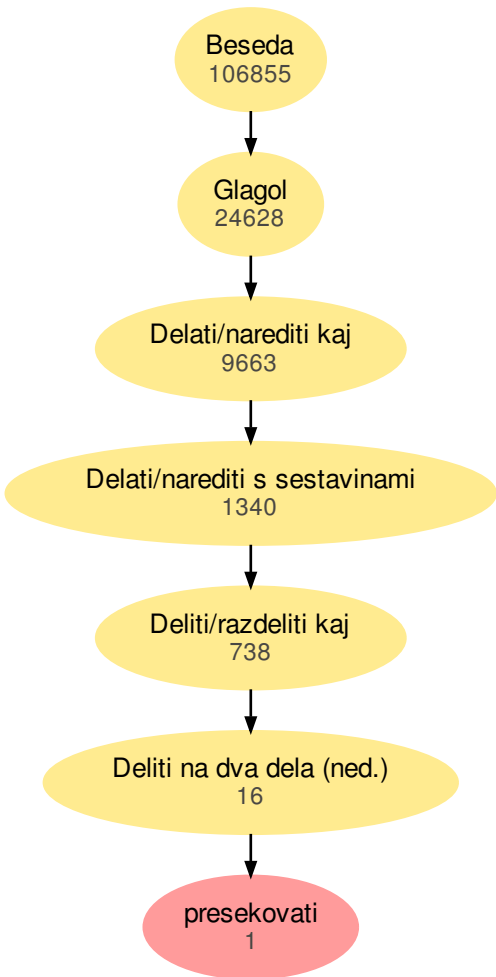 Beseda
106855
Glagol
24628
Delati/narediti kaj
9663
Delati/narediti s sestavinami
1340
Deliti/razdeliti kaj
738
Deliti na dva dela (ned.)
16
presekovati
1